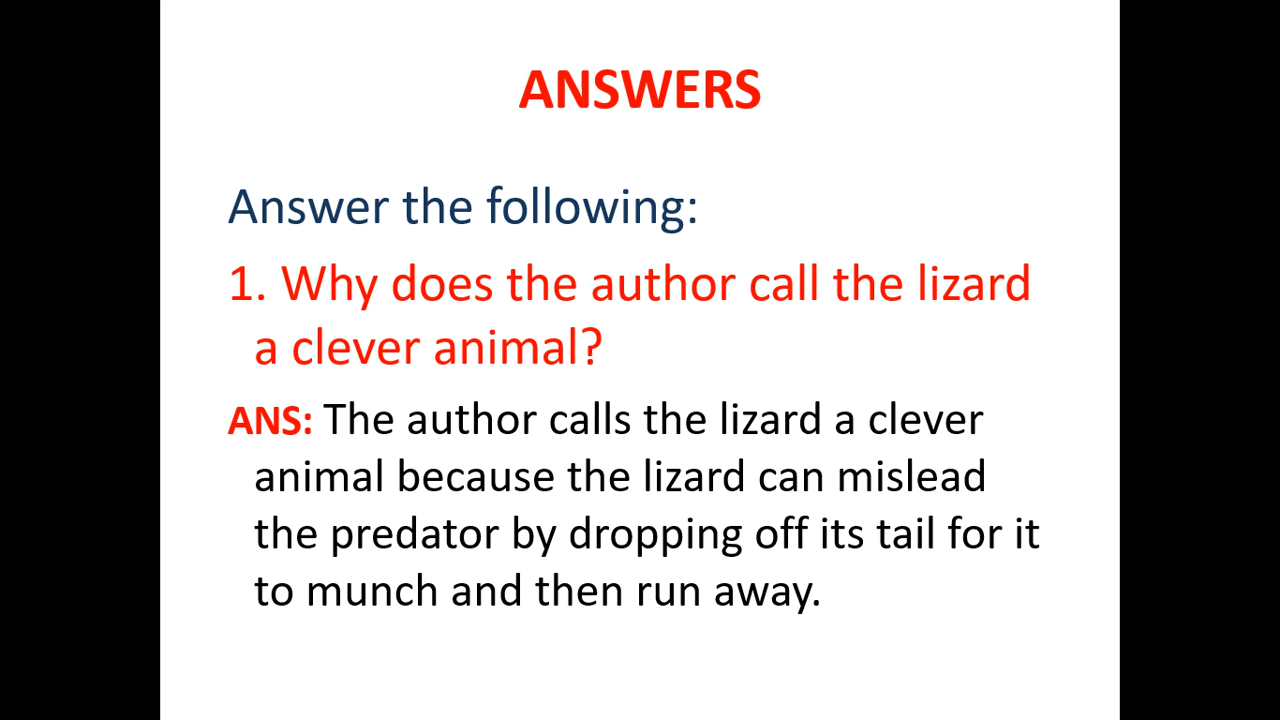 ANSWERS
Answer the following:
1. Why does the author call the lizard
a clever animal?
ANS: The author calls the lizard a clever
animal because the lizard can mislead
the predator by dropping off its tail for it
to munch and then run away.